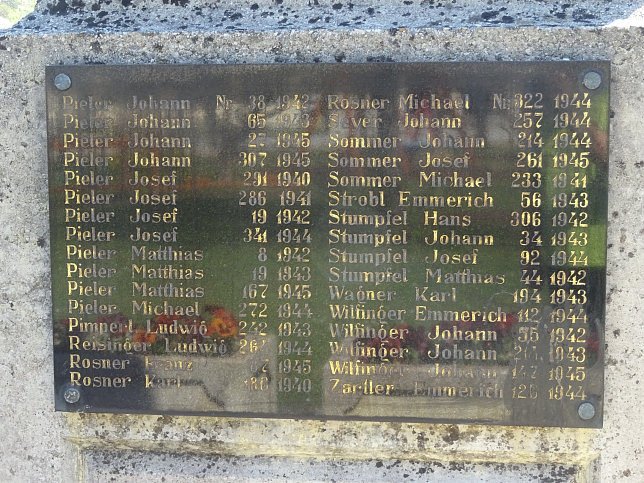 Pieler Johann Nr. 38 1942
Pieler Johann 65 1943
Pieler Johann 27 1945
Pieler Johann 307 1945
Pieler Josef 291 1940
Pieler Josef 286 1941
Pieler Josef 19 1942
Pieler Josef 341 1944
Pieler Matthias 8 1942
Pieler Matthias 19 1943
Pieler Matthias 167 1945
Pieler Michael 272 1944
Pimperl Ludwig 242 1943
Reisinger Ludwig 1944
Rosner Franz 1945
Rosner Karl 1940
Rosner Michael Nr. 322 1944
Seyer Johann 257 1944
Sommer Johann 214 1944
Sommer Josef 261 1945
Sommer Michael 233 1941
Strobl Emmerich 56 1943
Stumpfel Hans 306 1942
Stumpfel Johann 34 1943
Stumpfel Josef 92 1944
Stumpfel Matthias 44 1942
Wagner Karl 194 1943
Wilfinger Emmerich 112 1944
Wilfinger Johann 55 1942
Wilfinger Johann 1943
Wilfinger Johann 1945
Zartler Emmerich 1944